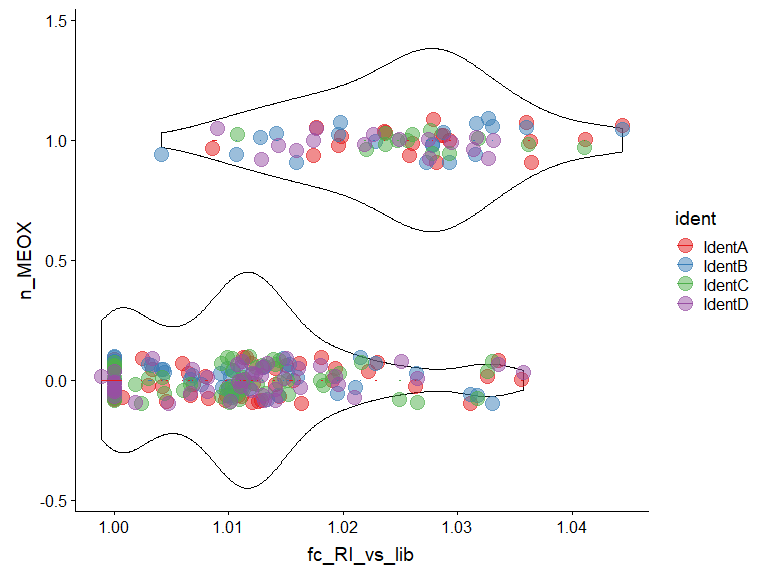 1.5
1.0
0.5
0.0
-0.5
n_MEOX
1.00 1.01 1.02 1.03 1.04
fc_RI_vs_lib
ident
IdentA
IdentB
IdentC
IdentD